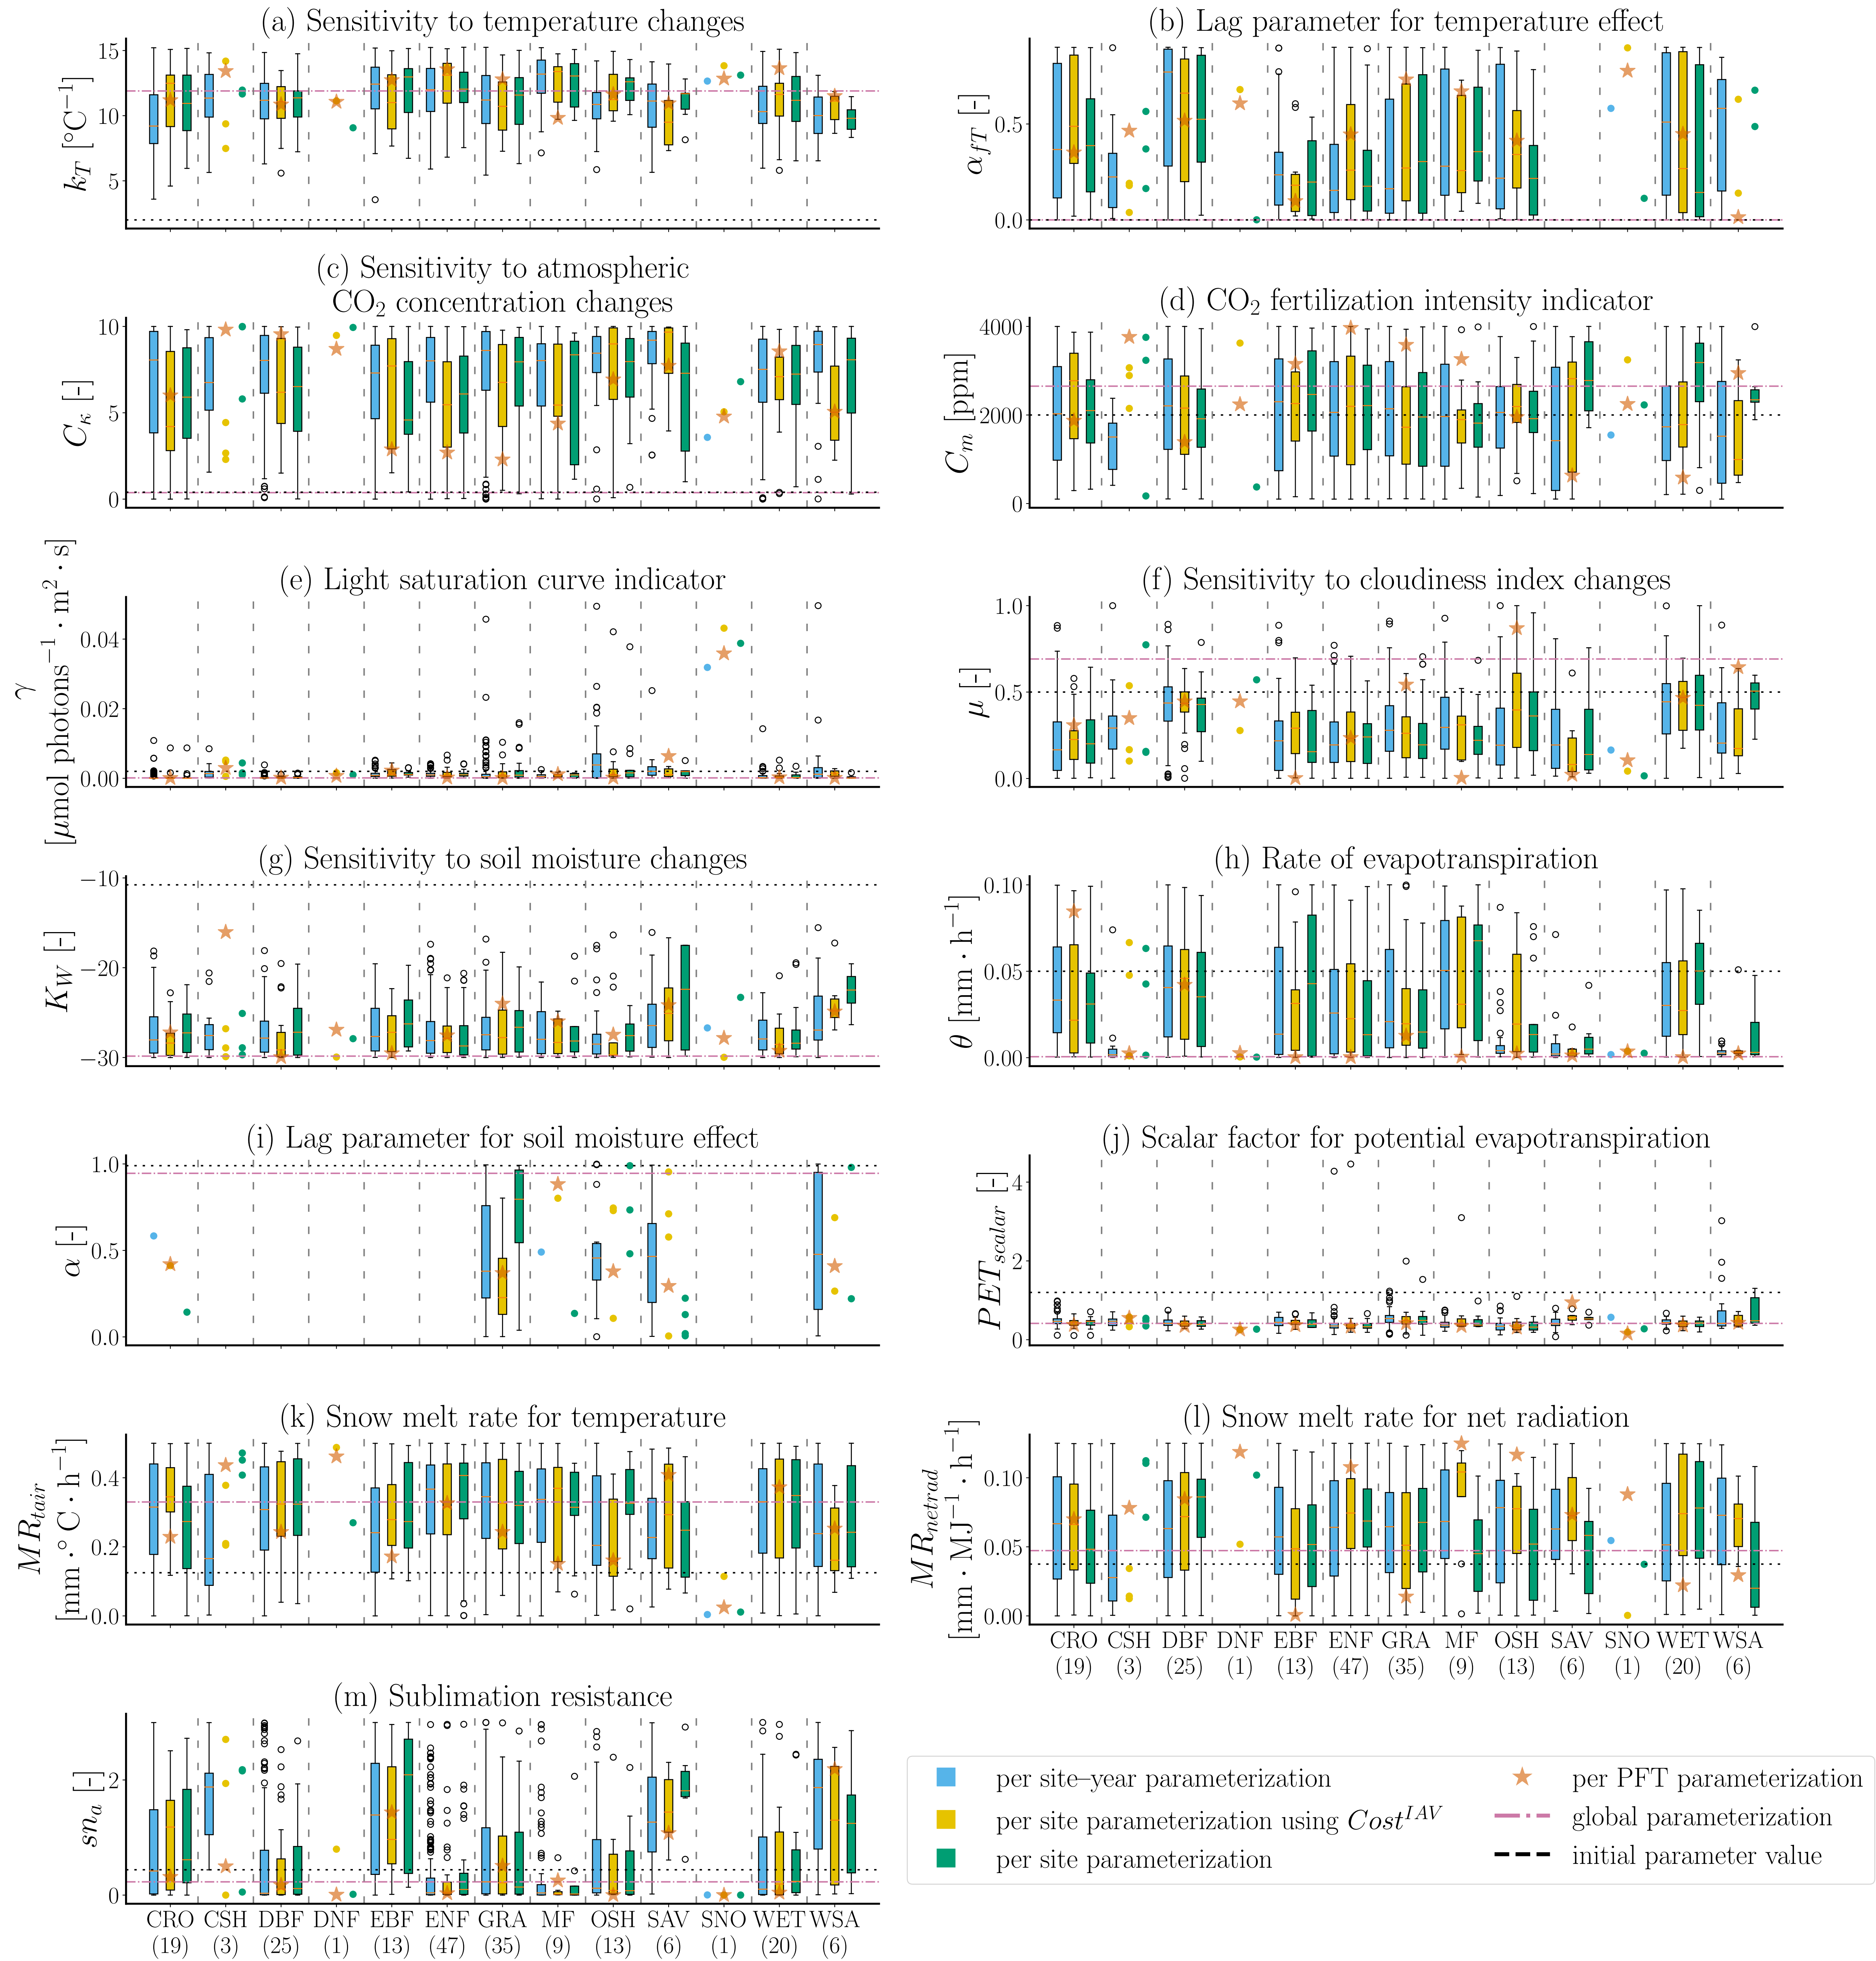 (a) Sensitivity to temperature changes
k_T [°C⁻¹]
15
10
5
(b) Lag parameter for temperature effect
α_fT [-]
0.5
0.0
(c) Sensitivity to atmospheric
CO₂ concentration changes
C_κ [-]
10
5
0
(d) CO₂ fertilization intensity indicator
C_m [ppm]
4000
2000
0
(e) Light saturation curve indicator
γ
[μmol photons⁻¹ · m² · s]
0.04
0.02
0.00
(f) Sensitivity to cloudiness index changes
μ [-]
1.0
0.5
0.0
(g) Sensitivity to soil moisture changes
K_W [-]
−10
−20
−30
(h) Rate of evapotranspiration
θ [mm · h⁻¹]
0.10
0.05
0.00
(i) Lag parameter for soil moisture effect
α [-]
1.0
0.5
0.0
(j) Scalar factor for potential evapotranspiration
PET_scalar [-]
4
2
0
(k) Snow melt rate for temperature
MR_tair
[mm ·° C · h⁻¹]
0.4
0.2
0.0
(l) Snow melt rate for net radiation
MR_netrad
[mm · MJ⁻¹ · h⁻¹]
0.10
0.05
0.00
CRO CSH DBF DNF EBF ENF GRA MF OSH SAV SNO WET WSA
(19) (3) (25) (1) (13) (47) (35) (9) (13) (6) (1) (20) (6)
(m) Sublimation resistance
sn_a [-]
2
0
CRO CSH DBF DNF EBF ENF GRA MF OSH SAV SNO WET WSA
(19) (3) (25) (1) (13) (47) (35) (9) (13) (6) (1) (20) (6)
per site–year parameterization
per site parameterization using Cost^IAV
per site parameterization
per PFT parameterization
global parameterization
initial parameter value